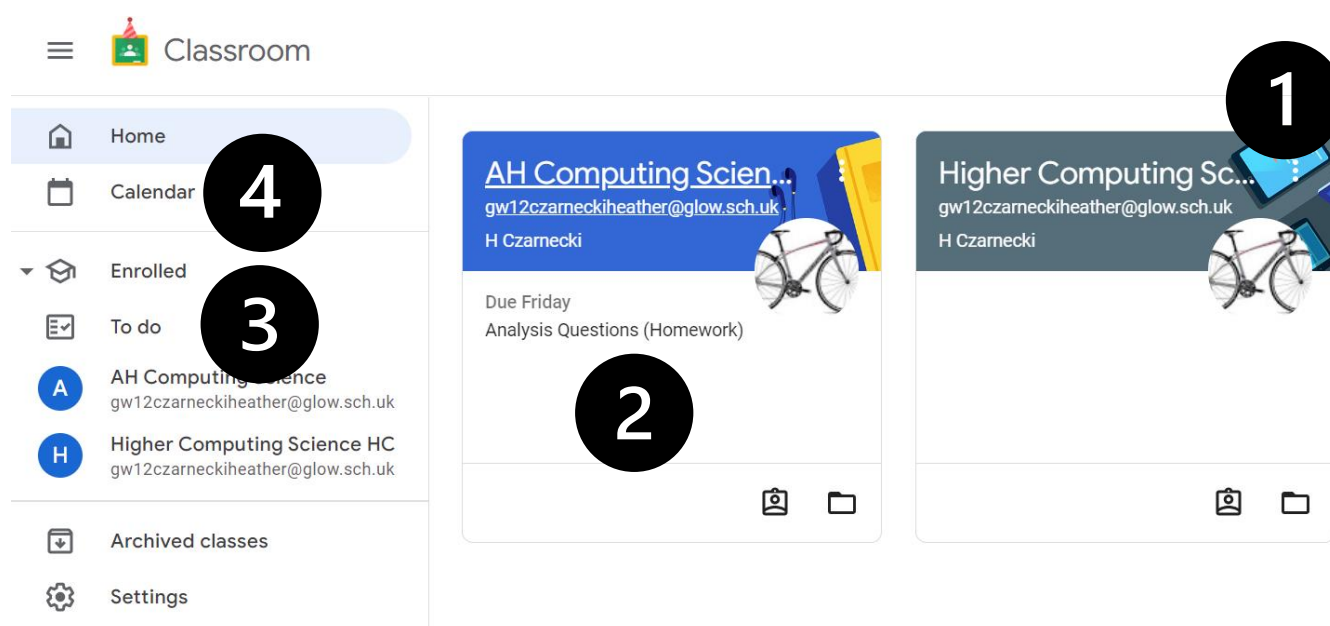 Classroom
1
Home
Calendar
4
Enrolled
To do
3
AH Computing Science
gw12czarneckiheather@glow.sch.uk
Higher Computing Science HC
gw12czarneckiheather@glow.sch.uk
Archived classes
Settings
AH Computing Scien...
gw12czarneckiheather@glow.sch.uk
H Czarnecki
Due Friday
Analysis Questions (Homework)
2
Higher Computing Sc...
gw12czarneckiheather@glow.sch.uk
H Czarnecki
A
H